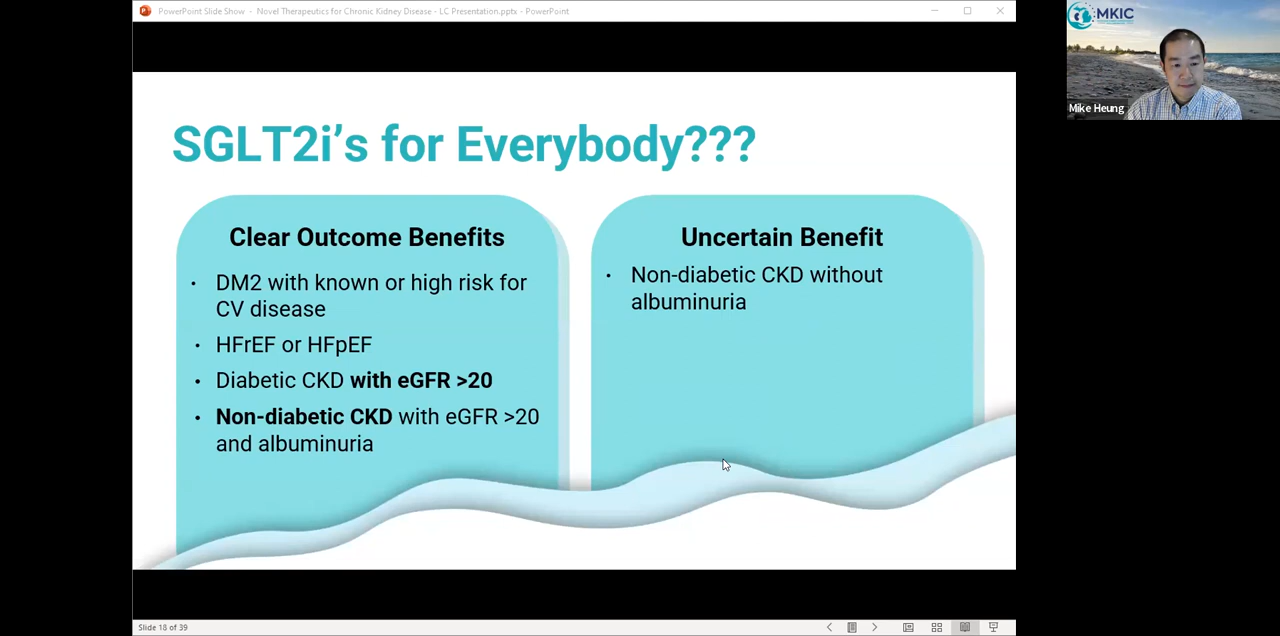 PowerPoint Slide Show - Novel Therapeutics for Chronic Kidney Disease - LC Presentation.pptx - PowerPoint
MKIC
Mike Heung
SGLT2i's for Everybody???
Clear Outcome Benefits
• DM2 with known or high risk for
CV disease
• HFrEF or HFpEF
• Diabetic CKD with eGFR >20
• Non-diabetic CKD with eGFR >20
and albuminuria
Uncertain Benefit
• Non-diabetic CKD without
albuminuria
Slide 18 of 39